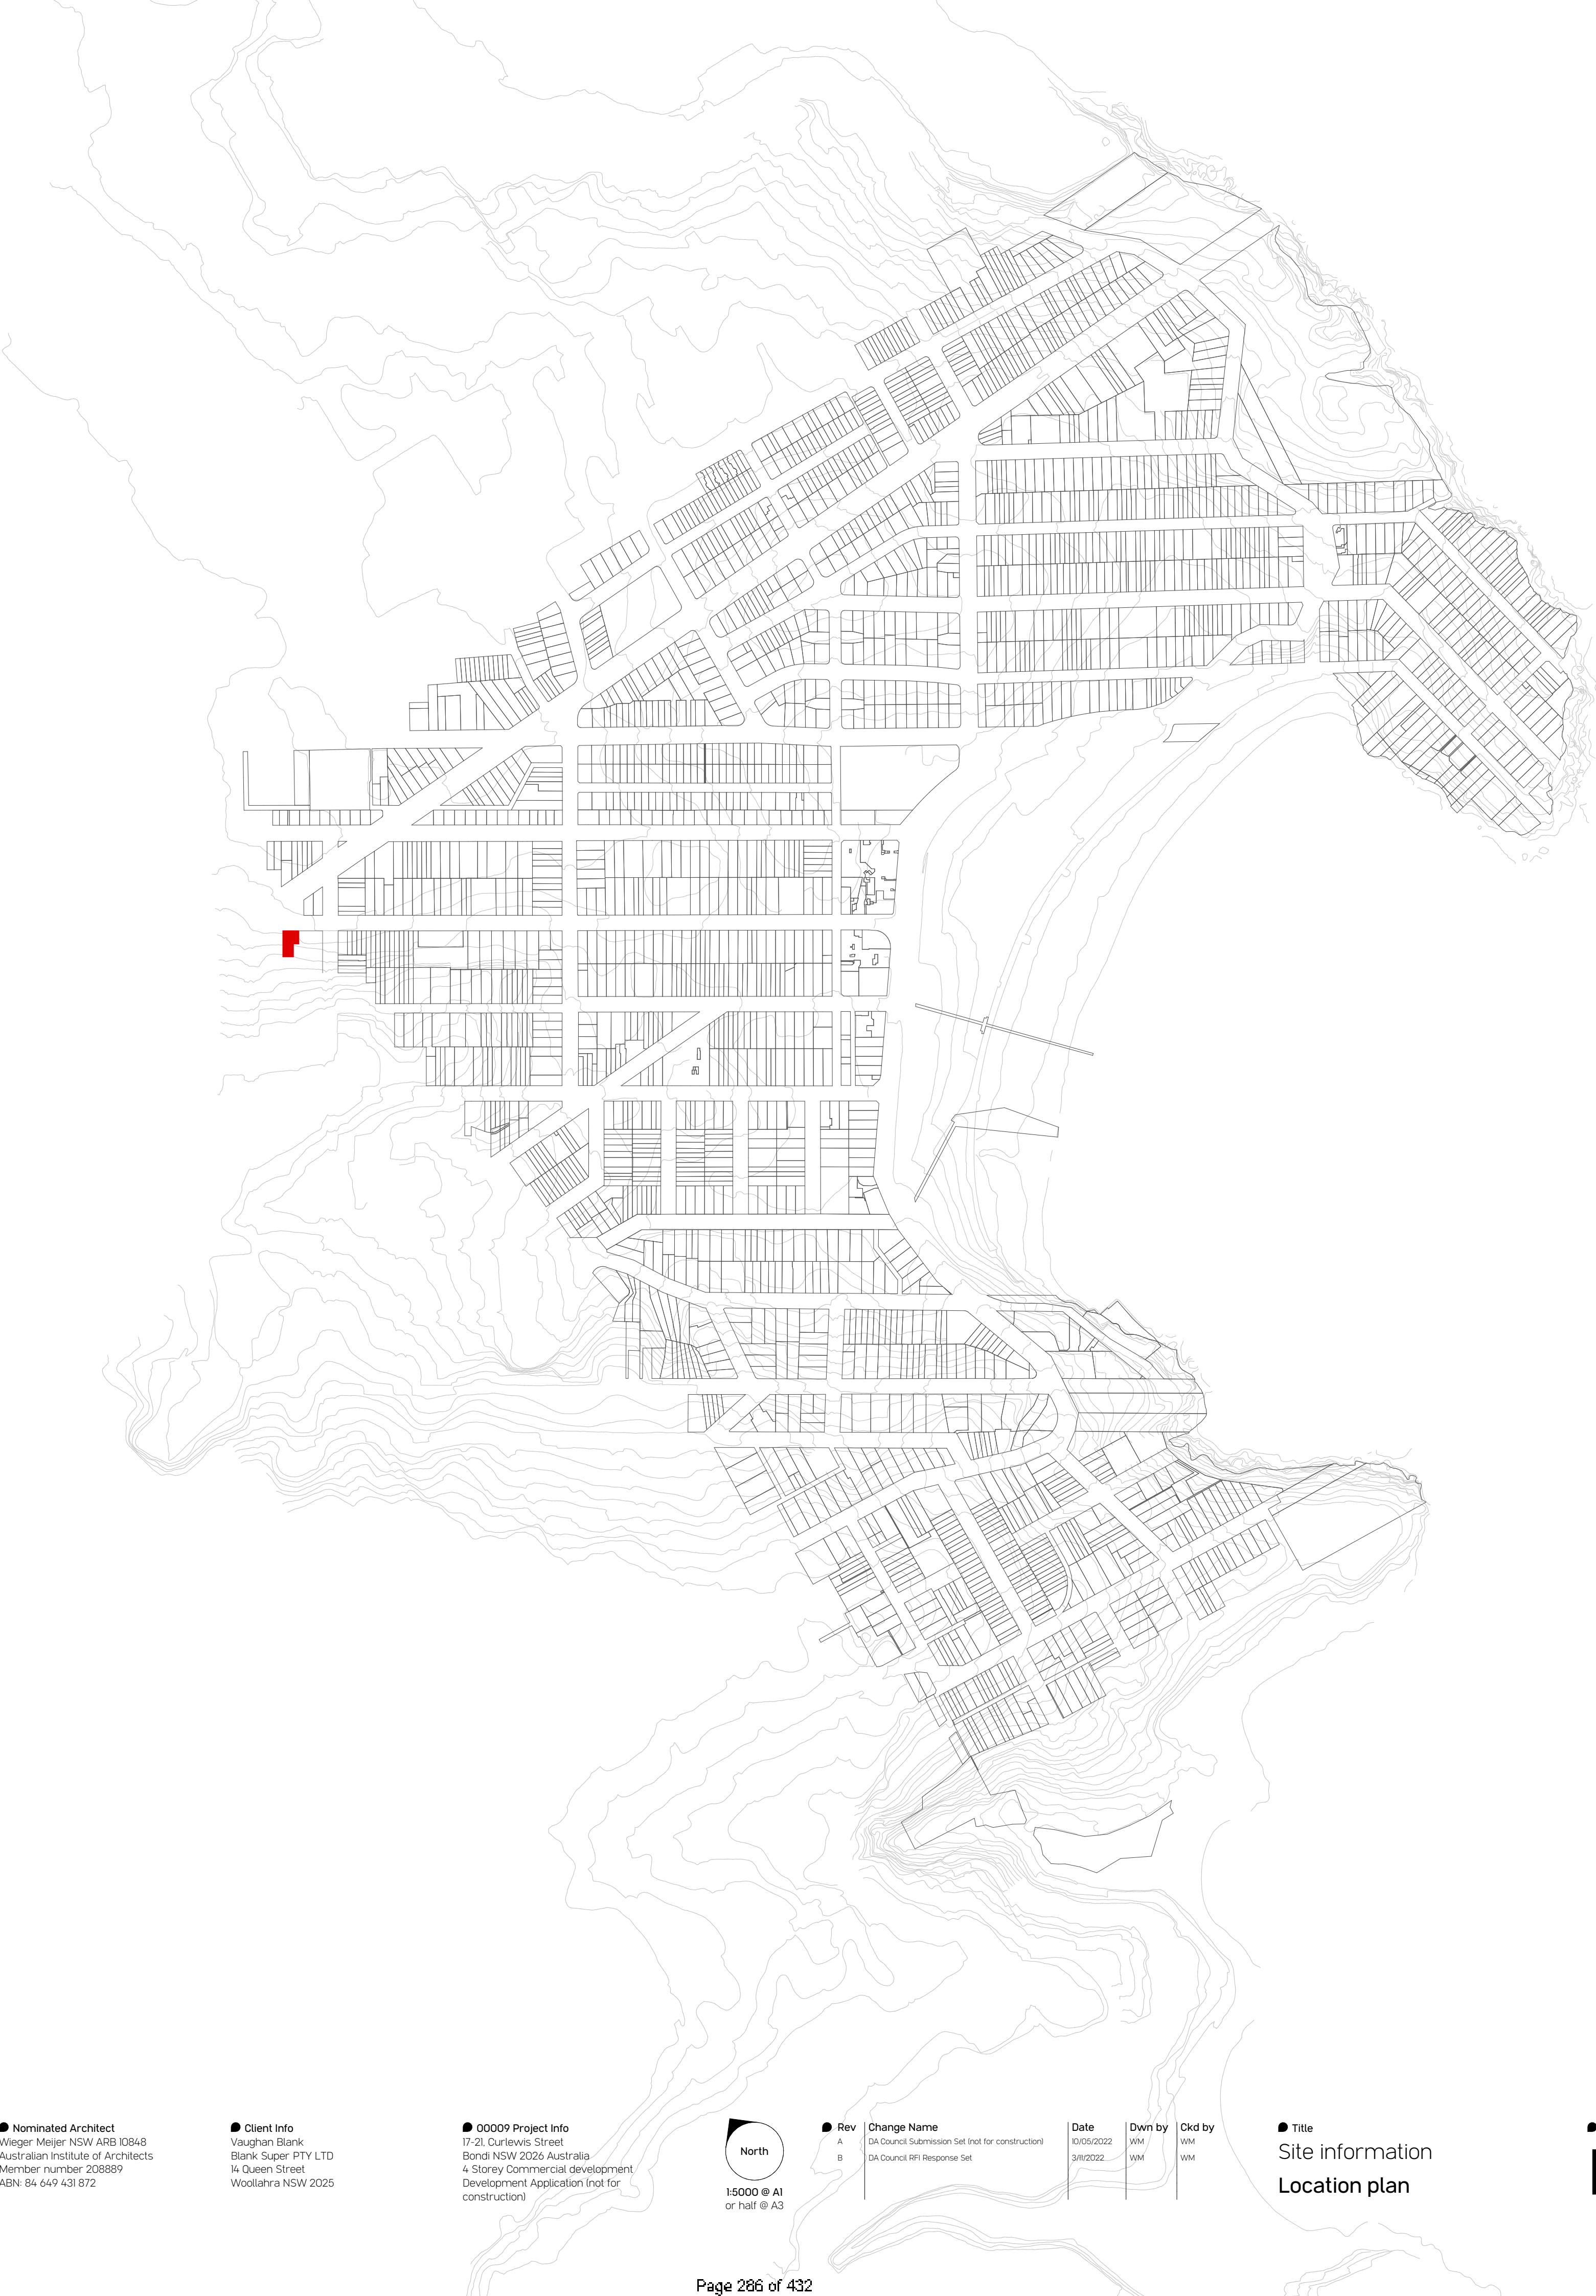 Nominated Architect
Wieger Meijer NSW ARB 10848
Australian Institute of Architects
Member number 208889
ABN: 84 649 431 872
Client Info
Vaughan Blank
Blank Super PTY LTD
14 Queen Street
Woollahra NSW 2025
00009 Project Info
17-21, Curlewis Street
Bondi NSW 2026 Australia
4 Storey Commercial development
Development Application (not for
construction)
North
1:5000 @ A1
or half @ A3
Rev Change Name Date Dwn by Ckd by
A DA Council Submission Set (not for construction) 10/05/2022 WM WM
B DA Council RFI Response Set 3/11/2022 WM WM
Title
Site information
Location plan
Page 286 of 432